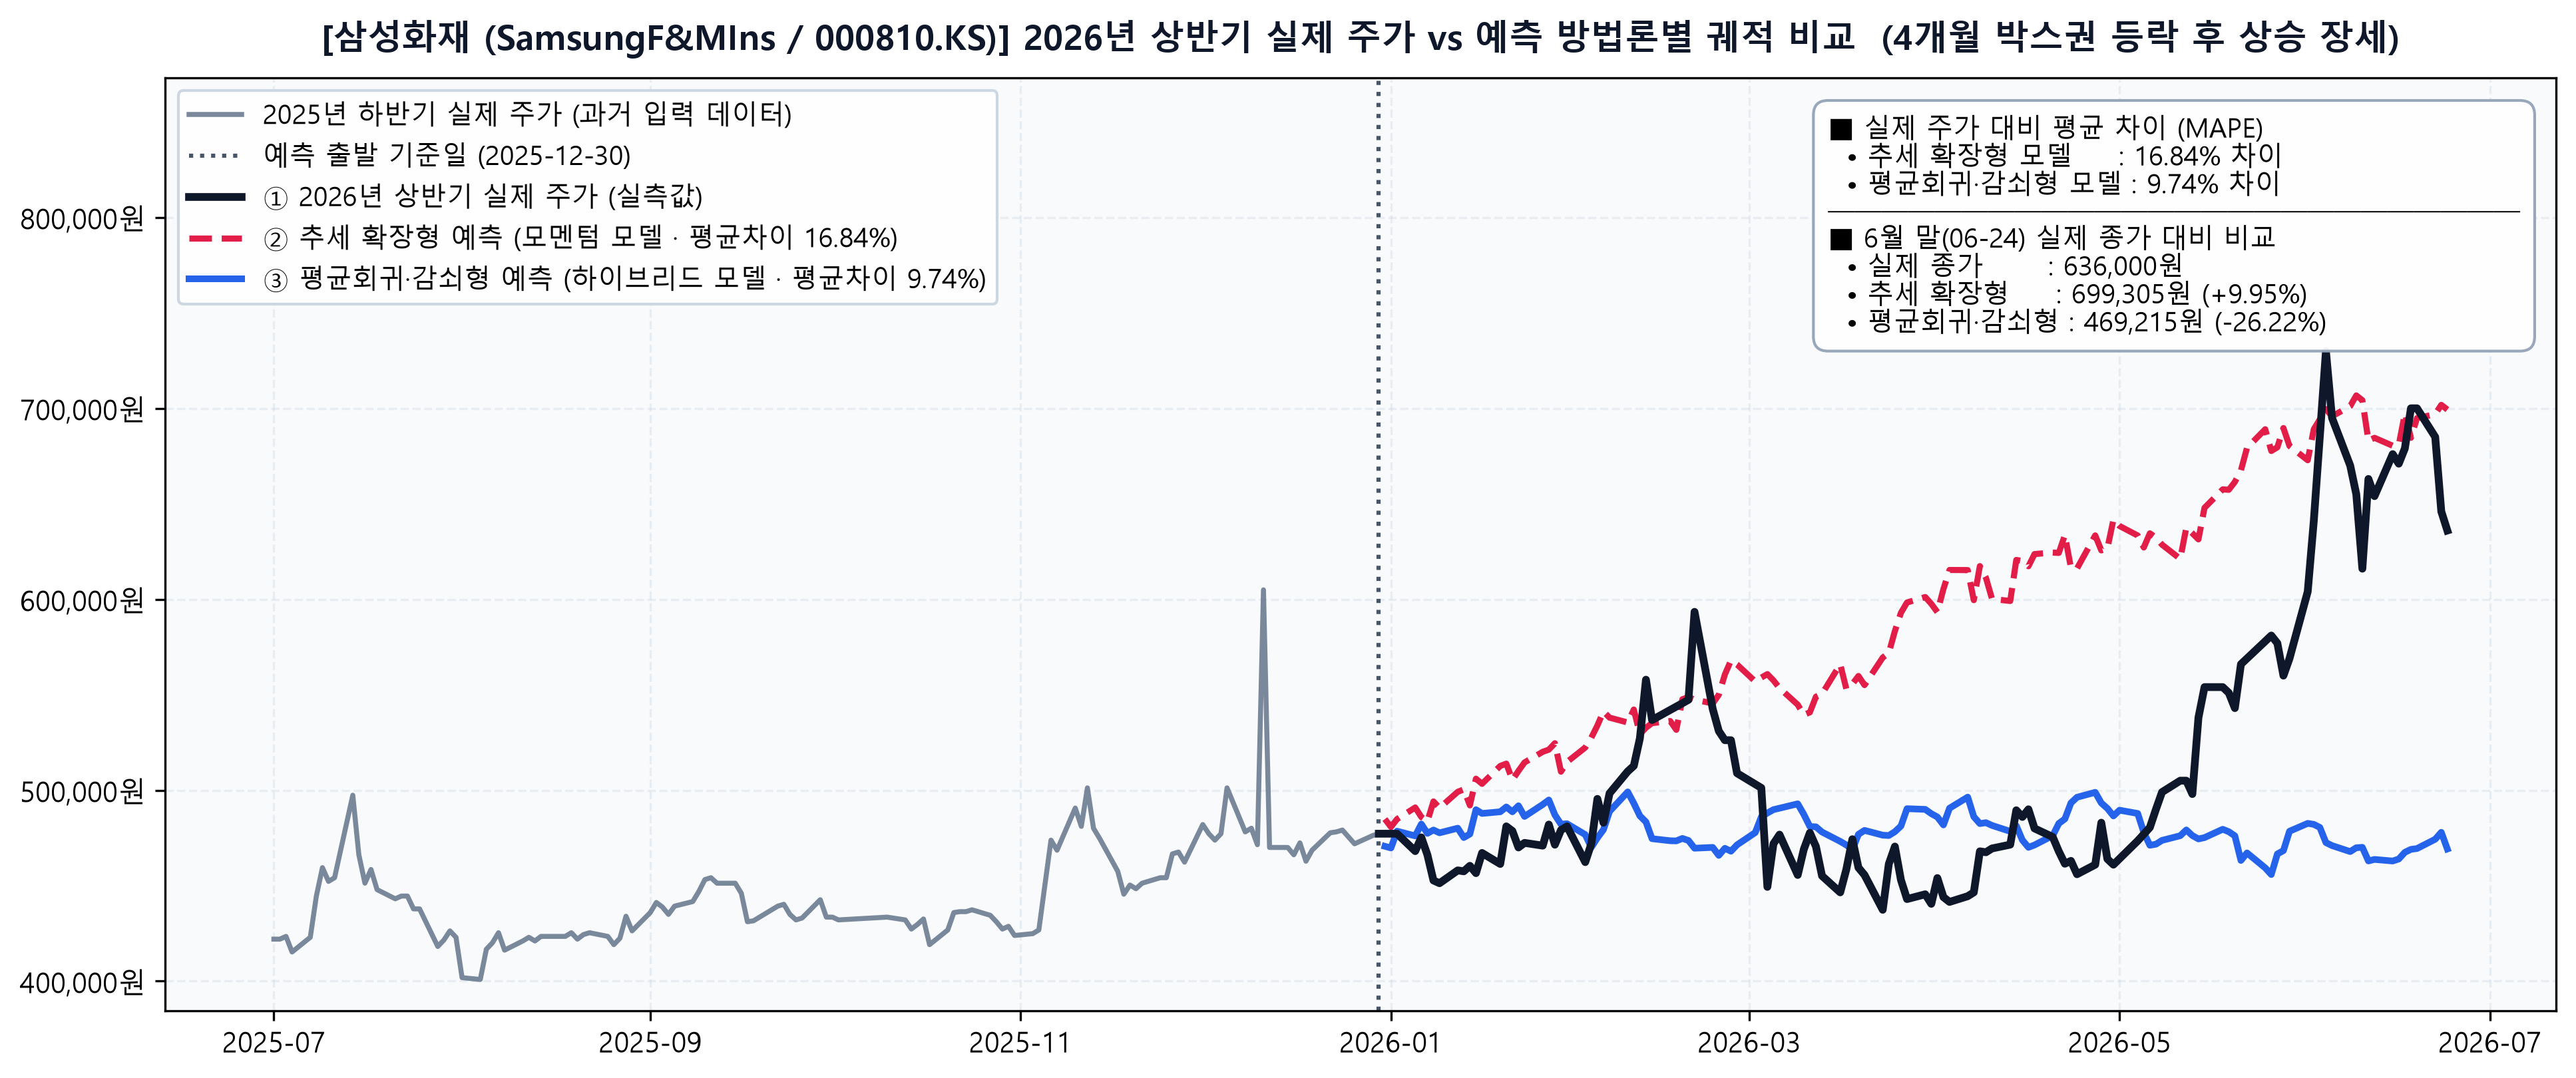 [삼성화재 (SamsungF&MIns / 000810.KS)] 2026년 상반기 실제 주가 vs 예측 방법론별 궤적 비교 (4개월 박스권 등락 후 상승 장세)
2025년 하반기 실제 주가 (과거 입력 데이터)
예측 출발 기준일 (2025-12-30)
① 2026년 상반기 실제 주가 (실측값)
② 추세 확장형 예측 (모멘텀 모델 · 평균차이 16.84%)
③ 평균회귀·감쇠형 예측 (하이브리드 모델 · 평균차이 9.74%)
■ 실제 주가 대비 평균 차이 (MAPE)
• 추세 확장형 모델 : 16.84% 차이
• 평균회귀·감쇠형 모델 : 9.74% 차이
■ 6월 말(06-24) 실제 종가 대비 비교
• 실제 종가 : 636,000원
• 추세 확장형 : 699,305원 (+9.95%)
• 평균회귀·감쇠형 : 469,215원 (-26.22%)
800,000원
700,000원
600,000원
500,000원
400,000원
2025-07
2025-09
2025-11
2026-01
2026-03
2026-05
2026-07